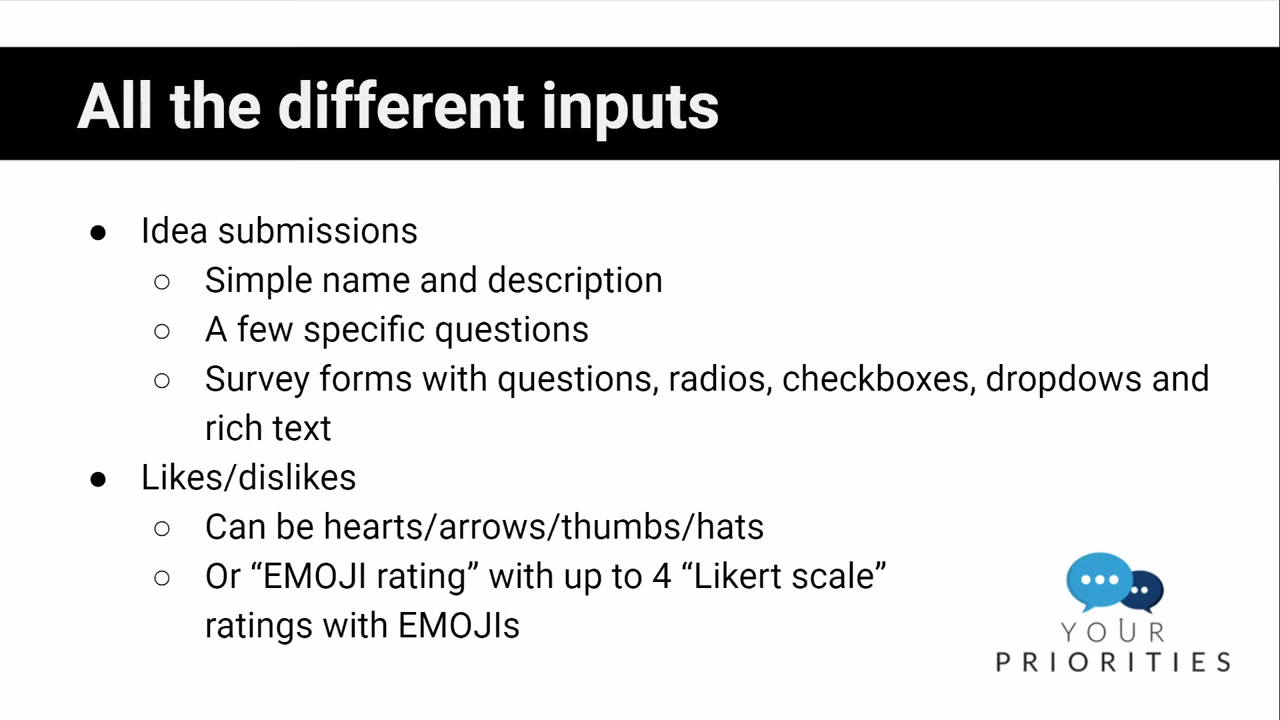 All the different inputs
● Idea submissions
○ Simple name and description
○ A few specific questions
○ Survey forms with questions, radios, checkboxes, dropdows and
rich text
● Likes/dislikes
○ Can be hearts/arrows/thumbs/hats
○ Or “EMOJI rating” with up to 4 “Likert scale”
ratings with EMOJIs
YOUR
PRIORITIES